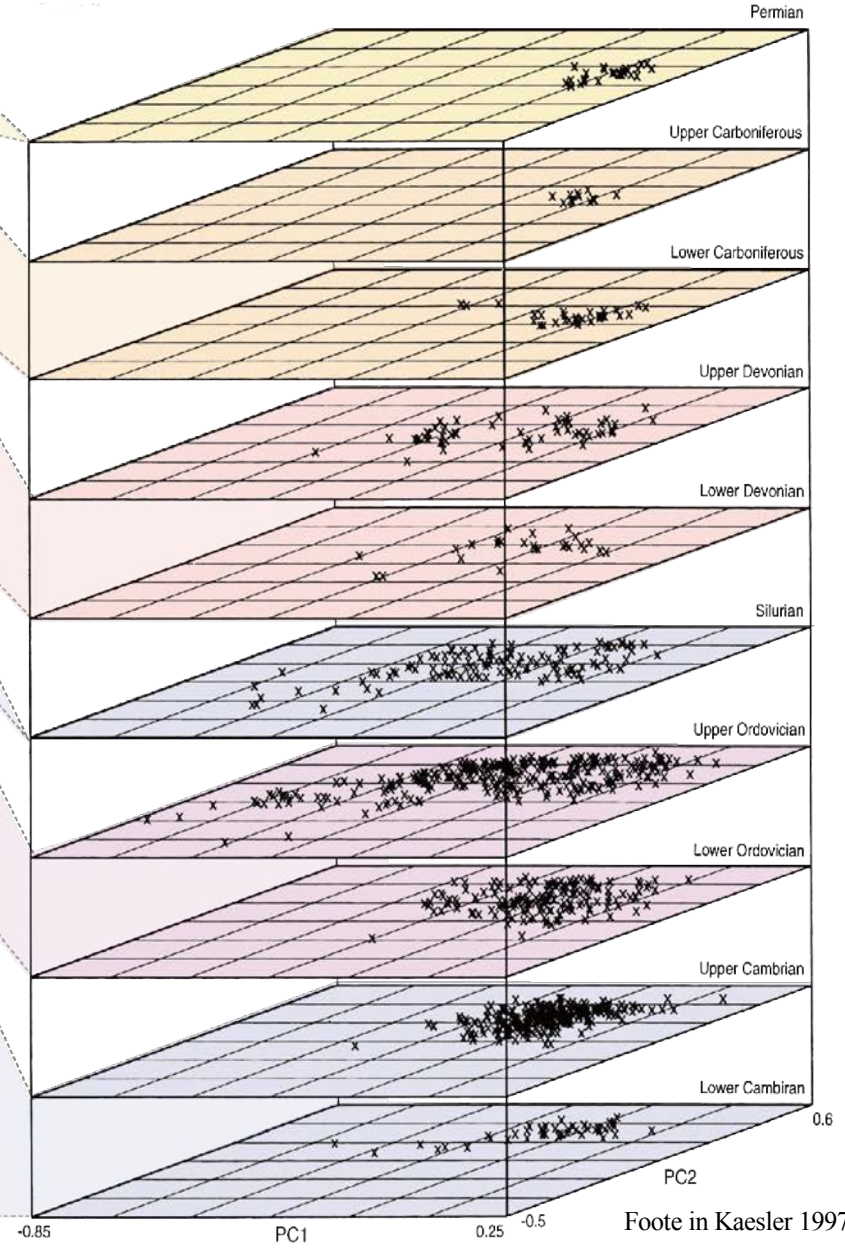 Permian
Upper Carboniferous
Lower Carboniferous
Upper Devonian
Lower Devonian
Silurian
Upper Ordovician
Lower Ordovician
Upper Cambrian
Lower Cambiran
0.6
PC2
-0.85
PC1
0.25
-0.5
Foote in Kaesler 1997